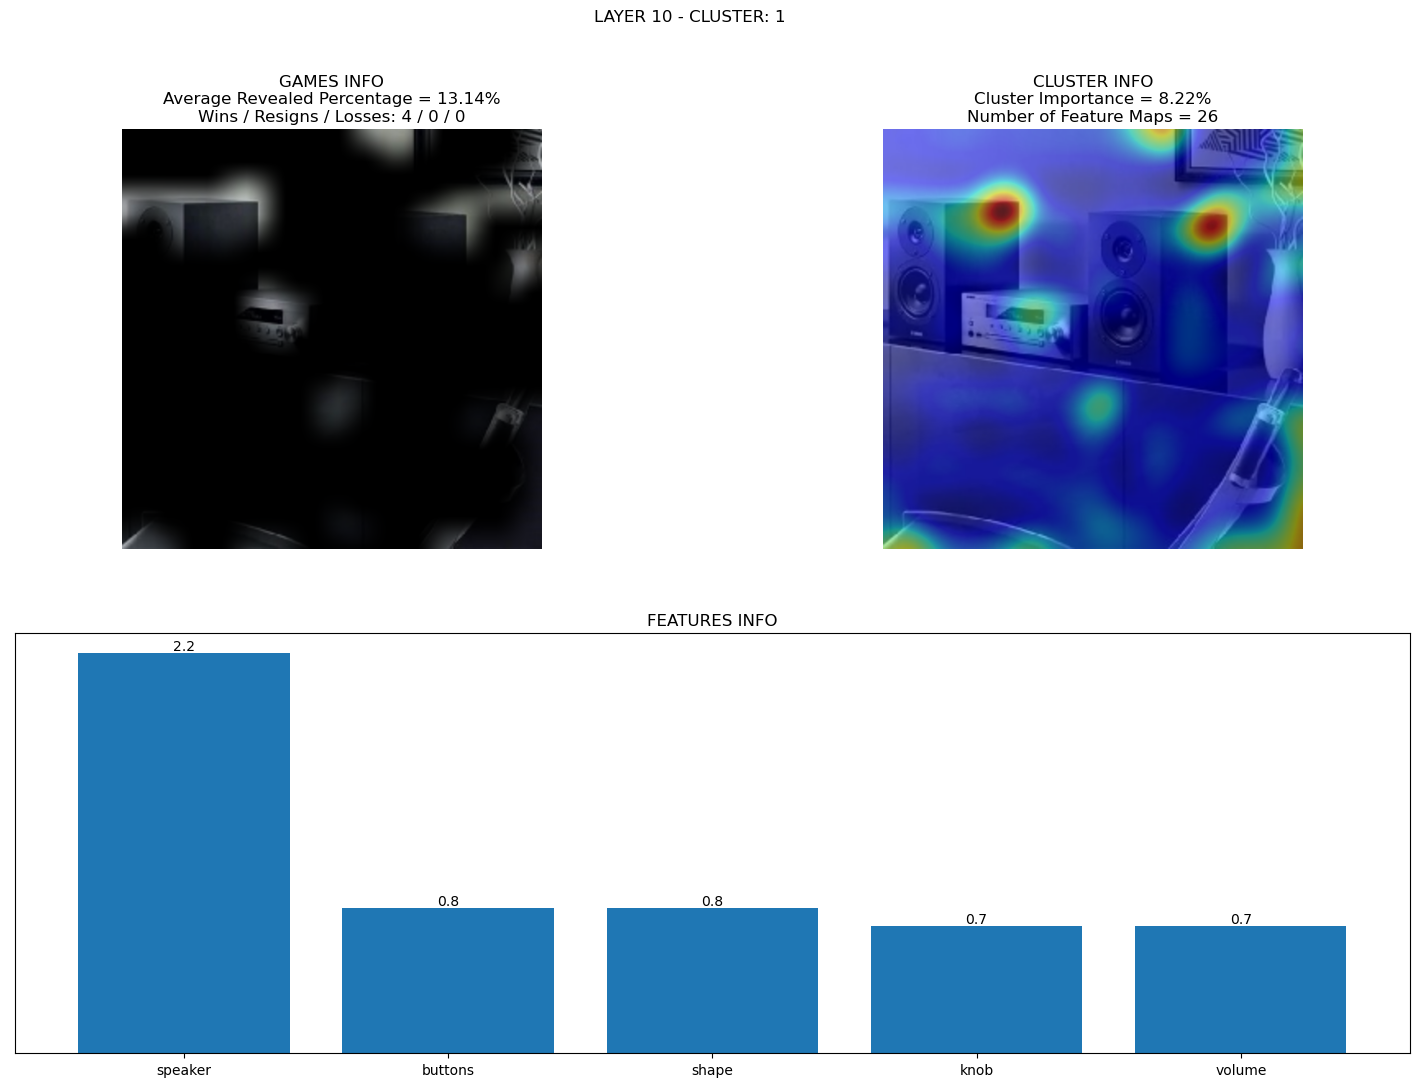 LAYER 10 - CLUSTER: 1
GAMES INFO
Average Revealed Percentage = 13.14%
Wins / Resigns / Losses: 4 / 0 / 0
CLUSTER INFO
Cluster Importance = 8.22%
Number of Feature Maps = 26
FEATURES INFO
2.2
0.8
0.8
0.7
0.7
speaker
buttons
shape
knob
volume